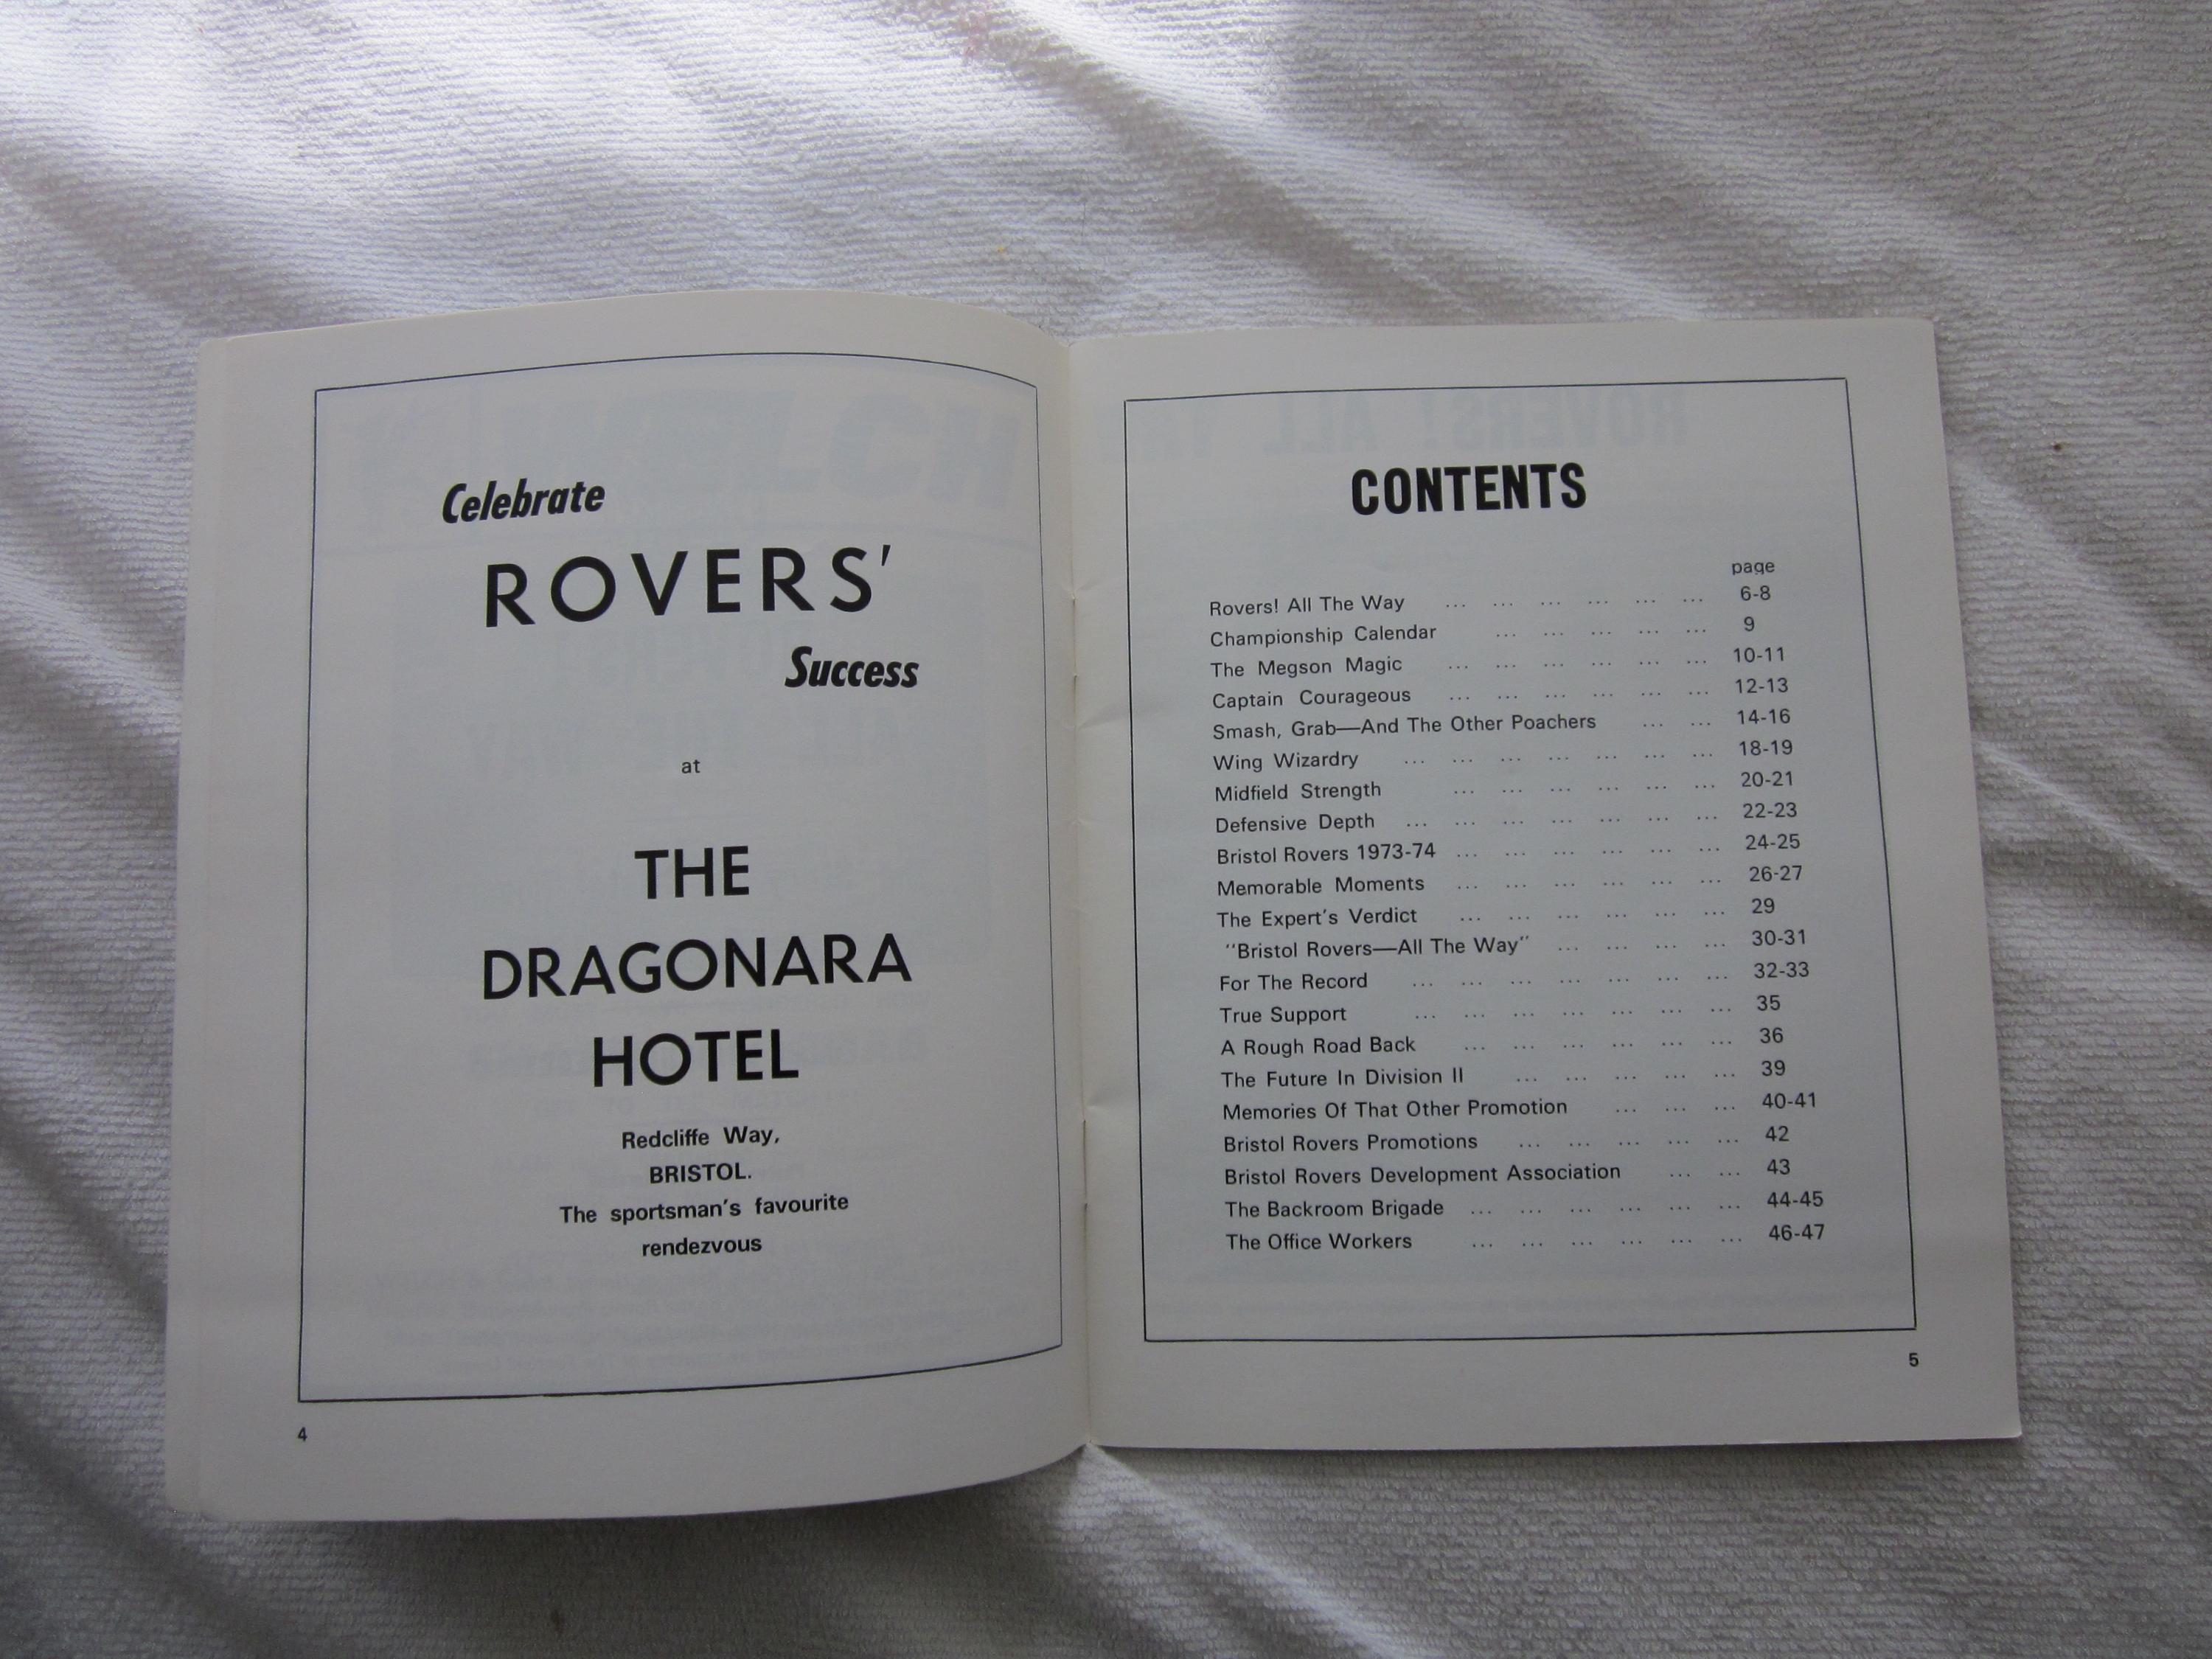 Celebrate
ROVERS'
Success
at
THE
DRAGONARA
HOTEL
Redcliffe Way,
BRISTOL.
The sportsman's favourite
rendezvous
4
CONTENTS
page
Rovers! All The Way ... ... ... ... ... ... 6-8
Championship Calendar ... ... ... ... ... 9
The Megson Magic ... ... ... ... ... ... 10-11
Captain Courageous ... ... ... ... ... ... 12-13
Smash, Grab—And The Other Poachers ... ... 14-16
Wing Wizardry ... ... ... ... ... ... ... 18-19
Midfield Strength ... ... ... ... ... ... 20-21
Defensive Depth ... ... ... ... ... ... ... 22-23
Bristol Rovers 1973-74 ... ... ... ... ... ... 24-25
Memorable Moments ... ... ... ... ... ... 26-27
The Expert's Verdict ... ... ... ... ... ... 29
"Bristol Rovers—All The Way" ... ... ... ... 30-31
For The Record ... ... ... ... ... ... ... 32-33
True Support ... ... ... ... ... ... ... 35
A Rough Road Back ... ... ... ... ... ... 36
The Future In Division II ... ... ... ... ... 39
Memories Of That Other Promotion ... ... ... 40-41
Bristol Rovers Promotions ... ... ... ... ... 42
Bristol Rovers Development Association ... ... 43
The Backroom Brigade ... ... ... ... ... ... 44-45
The Office Workers ... ... ... ... ... ... 46-47
5